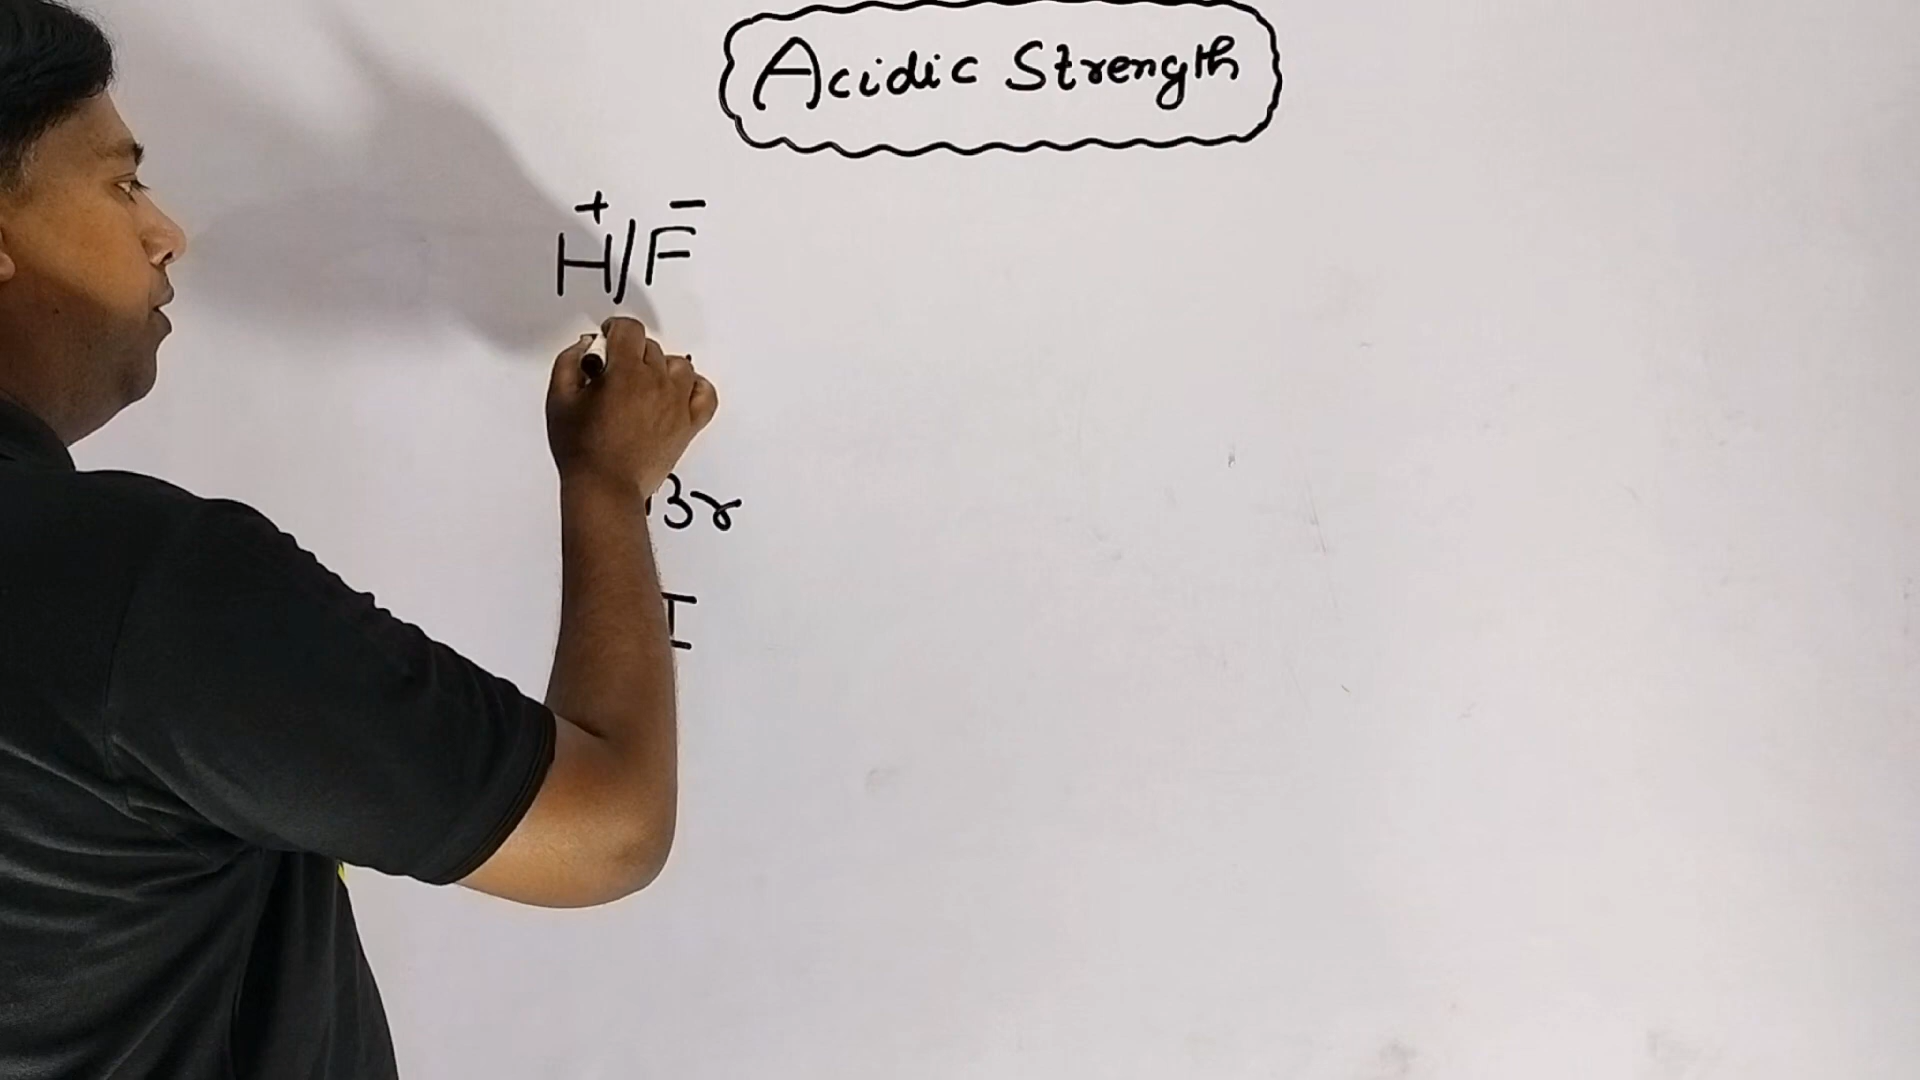 Acidic Strength
+ −
H/F
Br
I